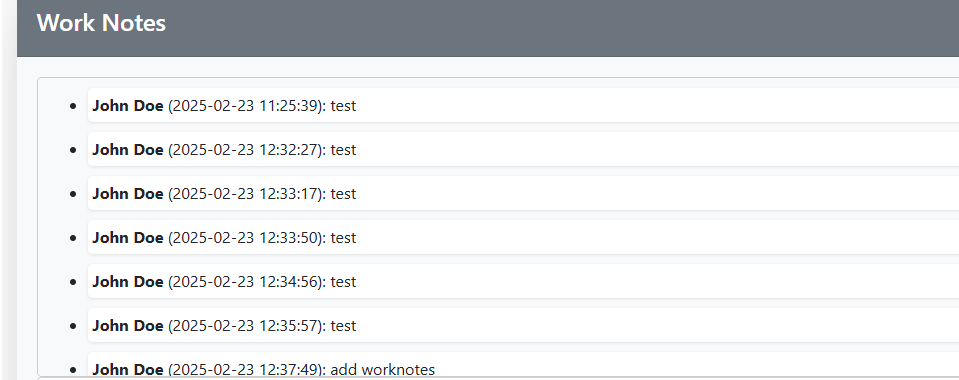 Work Notes
John Doe (2025-02-23 11:25:39): test
John Doe (2025-02-23 12:32:27): test
John Doe (2025-02-23 12:33:17): test
John Doe (2025-02-23 12:33:50): test
John Doe (2025-02-23 12:34:56): test
John Doe (2025-02-23 12:35:57): test
John Doe (2025-02-23 12:37:49): add worknotes